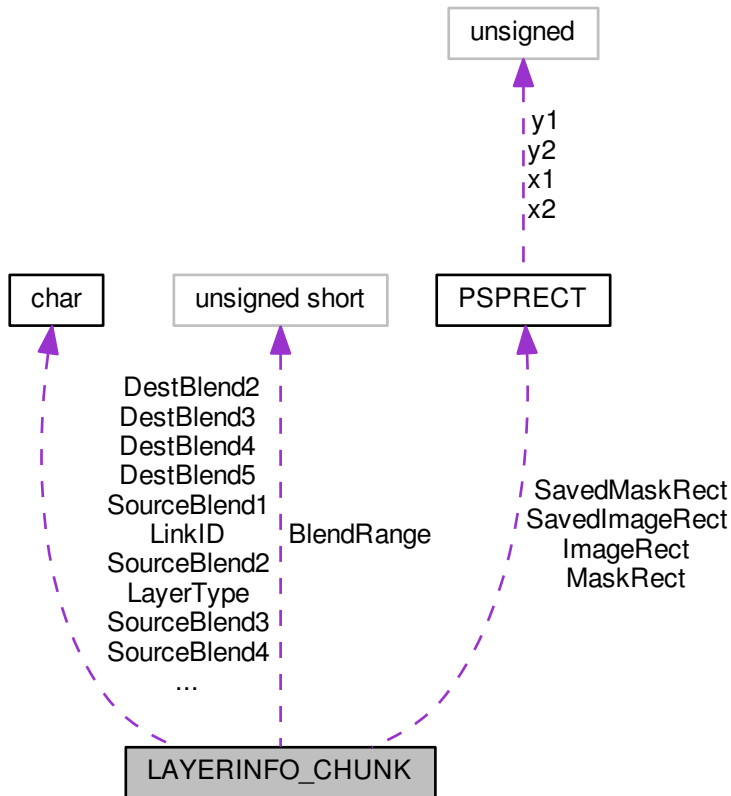 unsigned
y1
y2
x1
x2
char
unsigned short
PSPRECT
DestBlend2
DestBlend3
DestBlend4
DestBlend5
SourceBlend1
LinkID
SourceBlend2
LayerType
SourceBlend3
SourceBlend4
...
BlendRange
SavedMaskRect
SavedImageRect
ImageRect
MaskRect
LAYERINFO_CHUNK